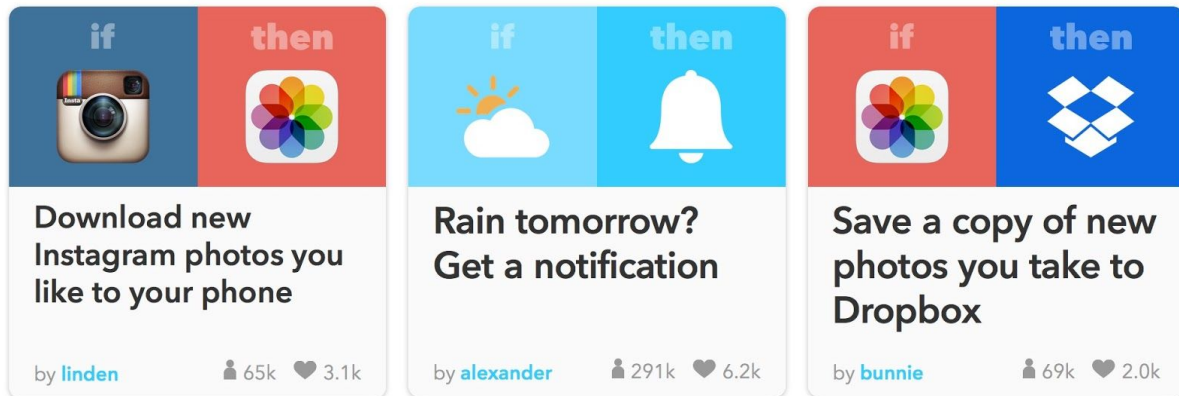 if then
Insta
Download new
Instagram photos you
like to your phone
by linden 65k 3.1k
if then
Rain tomorrow?
Get a notification
by alexander 291k 6.2k
if then
Save a copy of new
photos you take to
Dropbox
by bunnie 69k 2.0k